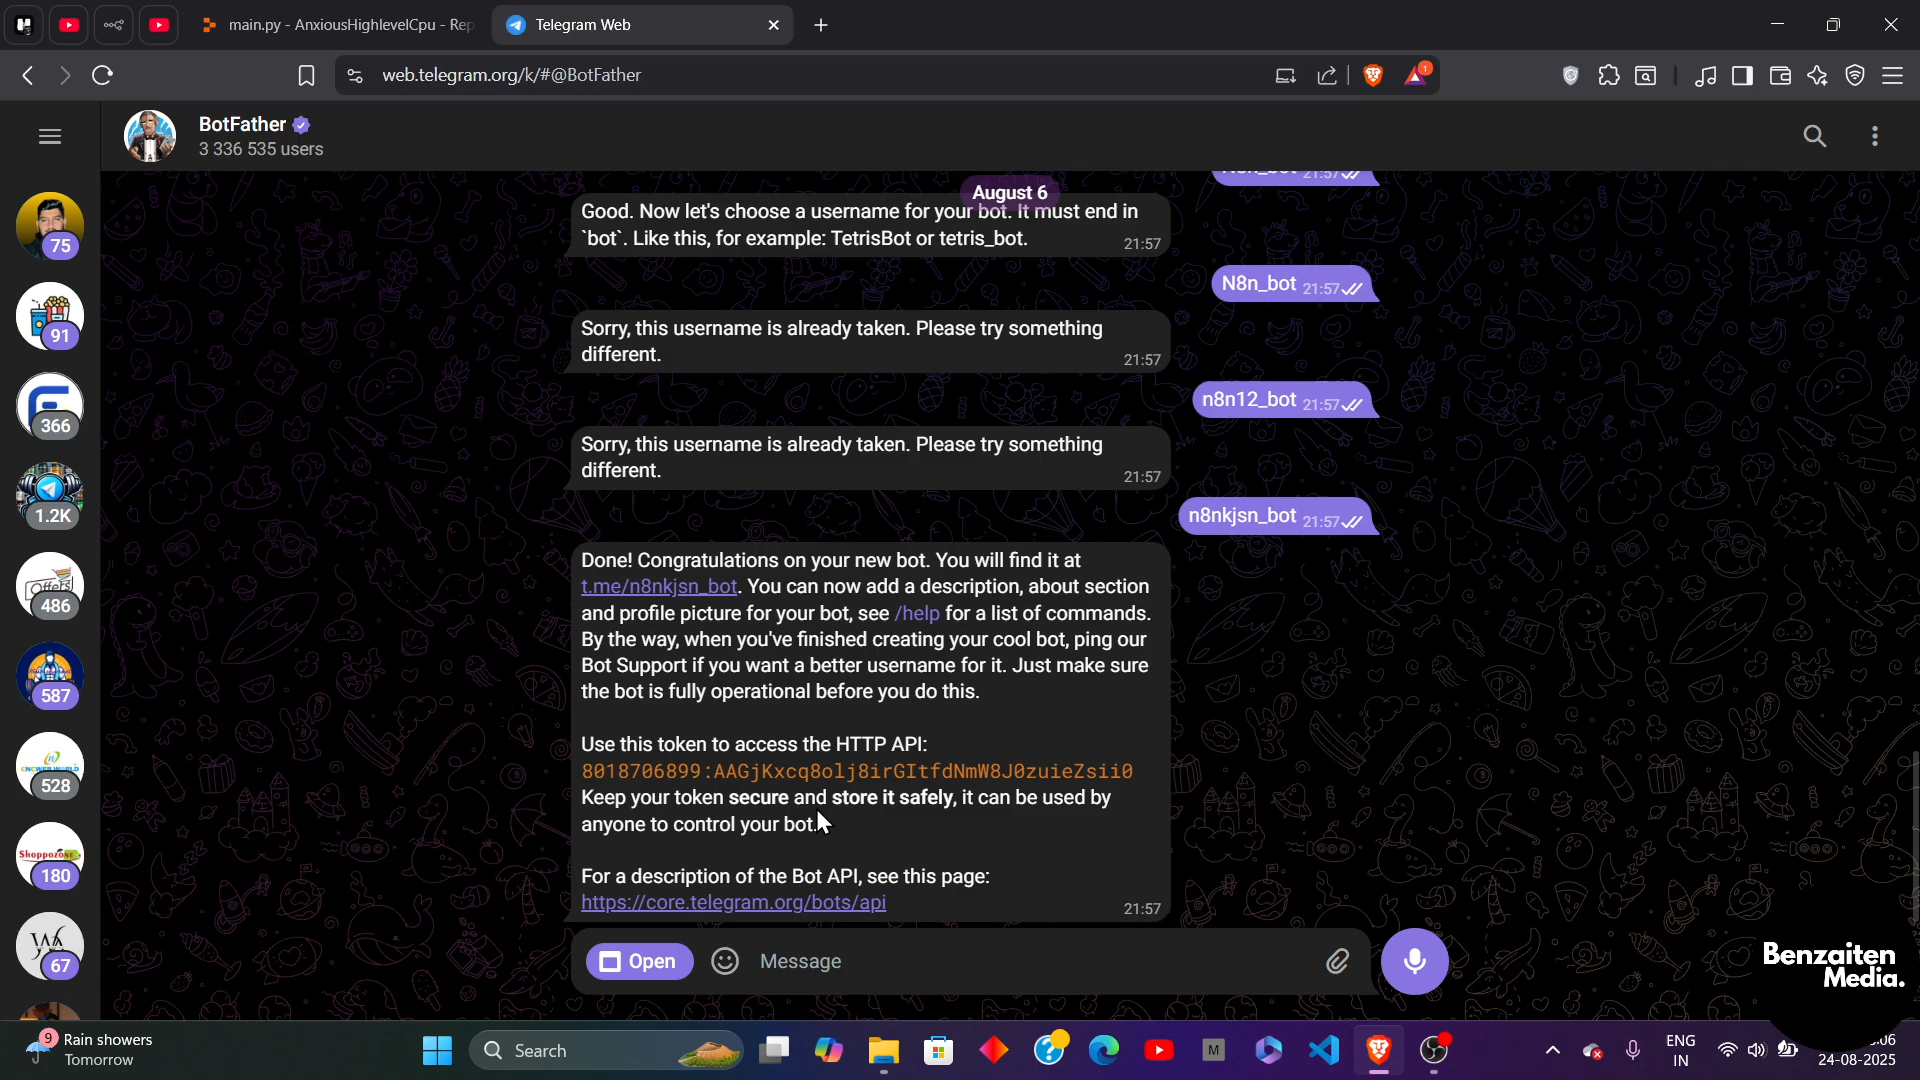 main.py - AnxiousHighlevelCpu - Rep
Telegram Web
web.telegram.org/k/#@BotFather
1
BotFather
3 336 535 users
75
91
366
1.2K
486
587
528
180
67
21:57
August 6
Good. Now let's choose a username for your bot. It must end in
`bot`. Like this, for example: TetrisBot or tetris_bot.
21:57
N8n_bot 21:57
Sorry, this username is already taken. Please try something
different.
21:57
n8n12_bot 21:57
Sorry, this username is already taken. Please try something
different.
21:57
n8nkjsn_bot 21:57
Done! Congratulations on your new bot. You will find it at
t.me/n8nkjsn_bot. You can now add a description, about section
and profile picture for your bot, see /help for a list of commands.
By the way, when you've finished creating your cool bot, ping our
Bot Support if you want a better username for it. Just make sure
the bot is fully operational before you do this.
Use this token to access the HTTP API:
8018706899:AAGjKxcq8olj8irGItfdNmW8J0zuieZsii0
Keep your token secure and store it safely, it can be used by
anyone to control your bot.
For a description of the Bot API, see this page:
https://core.telegram.org/bots/api
21:57
Open
Message
Offers
CNCWEB WORLD
Shoppozone
Benzaiten
Media.
9
Rain showers
Tomorrow
Search
M
ENG
IN
:06
24-08-2025